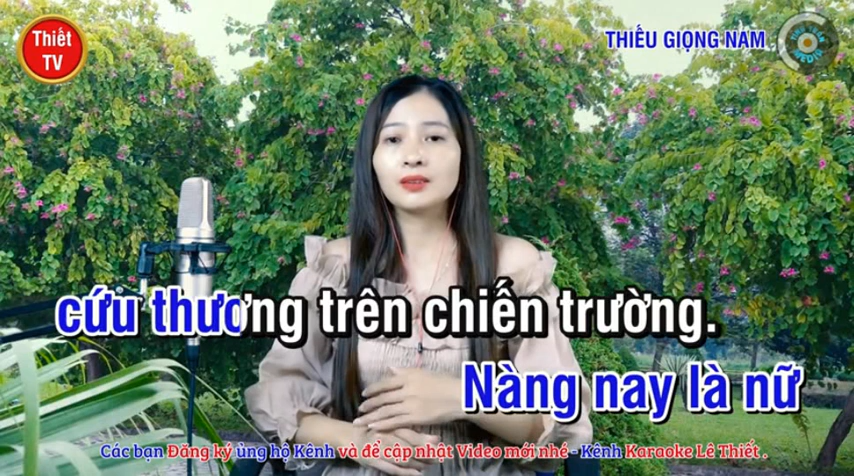 Thiết
TV
THIẾU GIỌNG NAM
cứu thương trên chiến trường.
Nàng nay là nữ
Các bạn Đăng ký ủng hộ Kênh và để cập nhật Video mới nhé - Kênh Karaoke Lê Thiết .